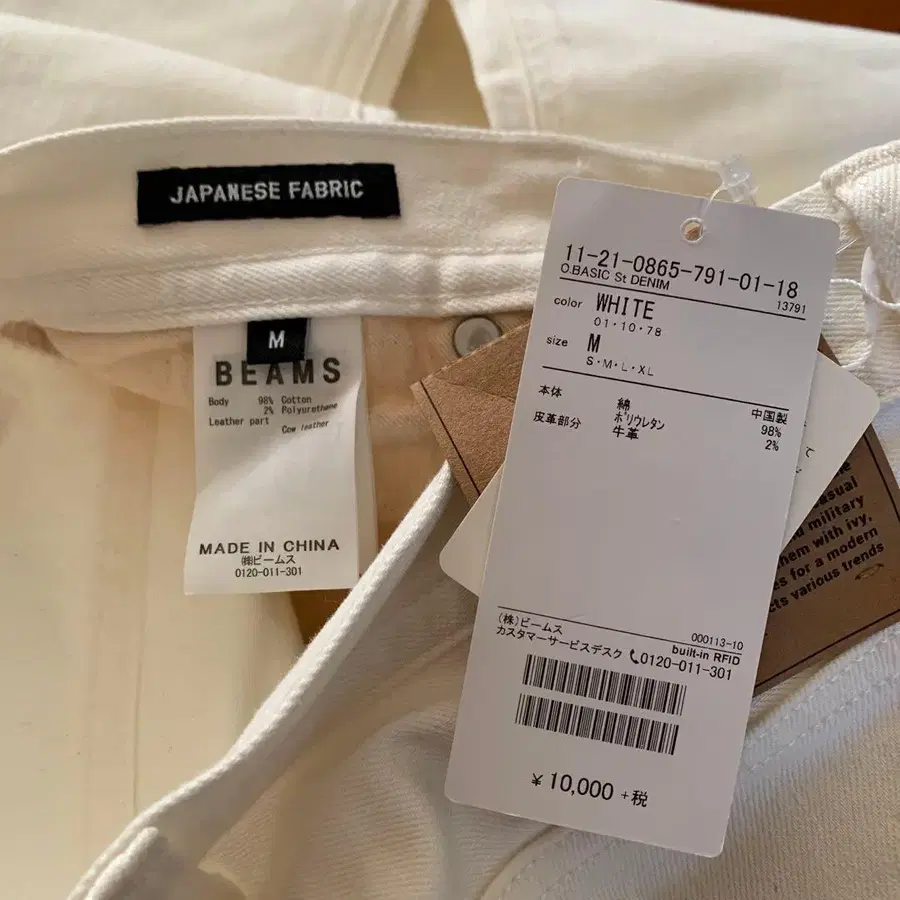 JAPANESE FABRIC
M
BEAMS
Body 98% Cotton
2% Polyurethane
Leather part Cow leather
MADE IN CHINA
㈱ビームス
0120-011-301
11-21-0865-791-01-18
O.BASIC St DENIM 13791
color WHITE
01・10・78
size M
S・M・L・XL
中国製
本体 綿 98%
ポリウレタン 2%
皮革部分 牛革
(株)ビームス 000113-10
built-in RFID
カスタマーサービスデスク 0120-011-301
¥ 10,000 +税
て
casual
military
hem with ivy,
es for a modern
cts various trends